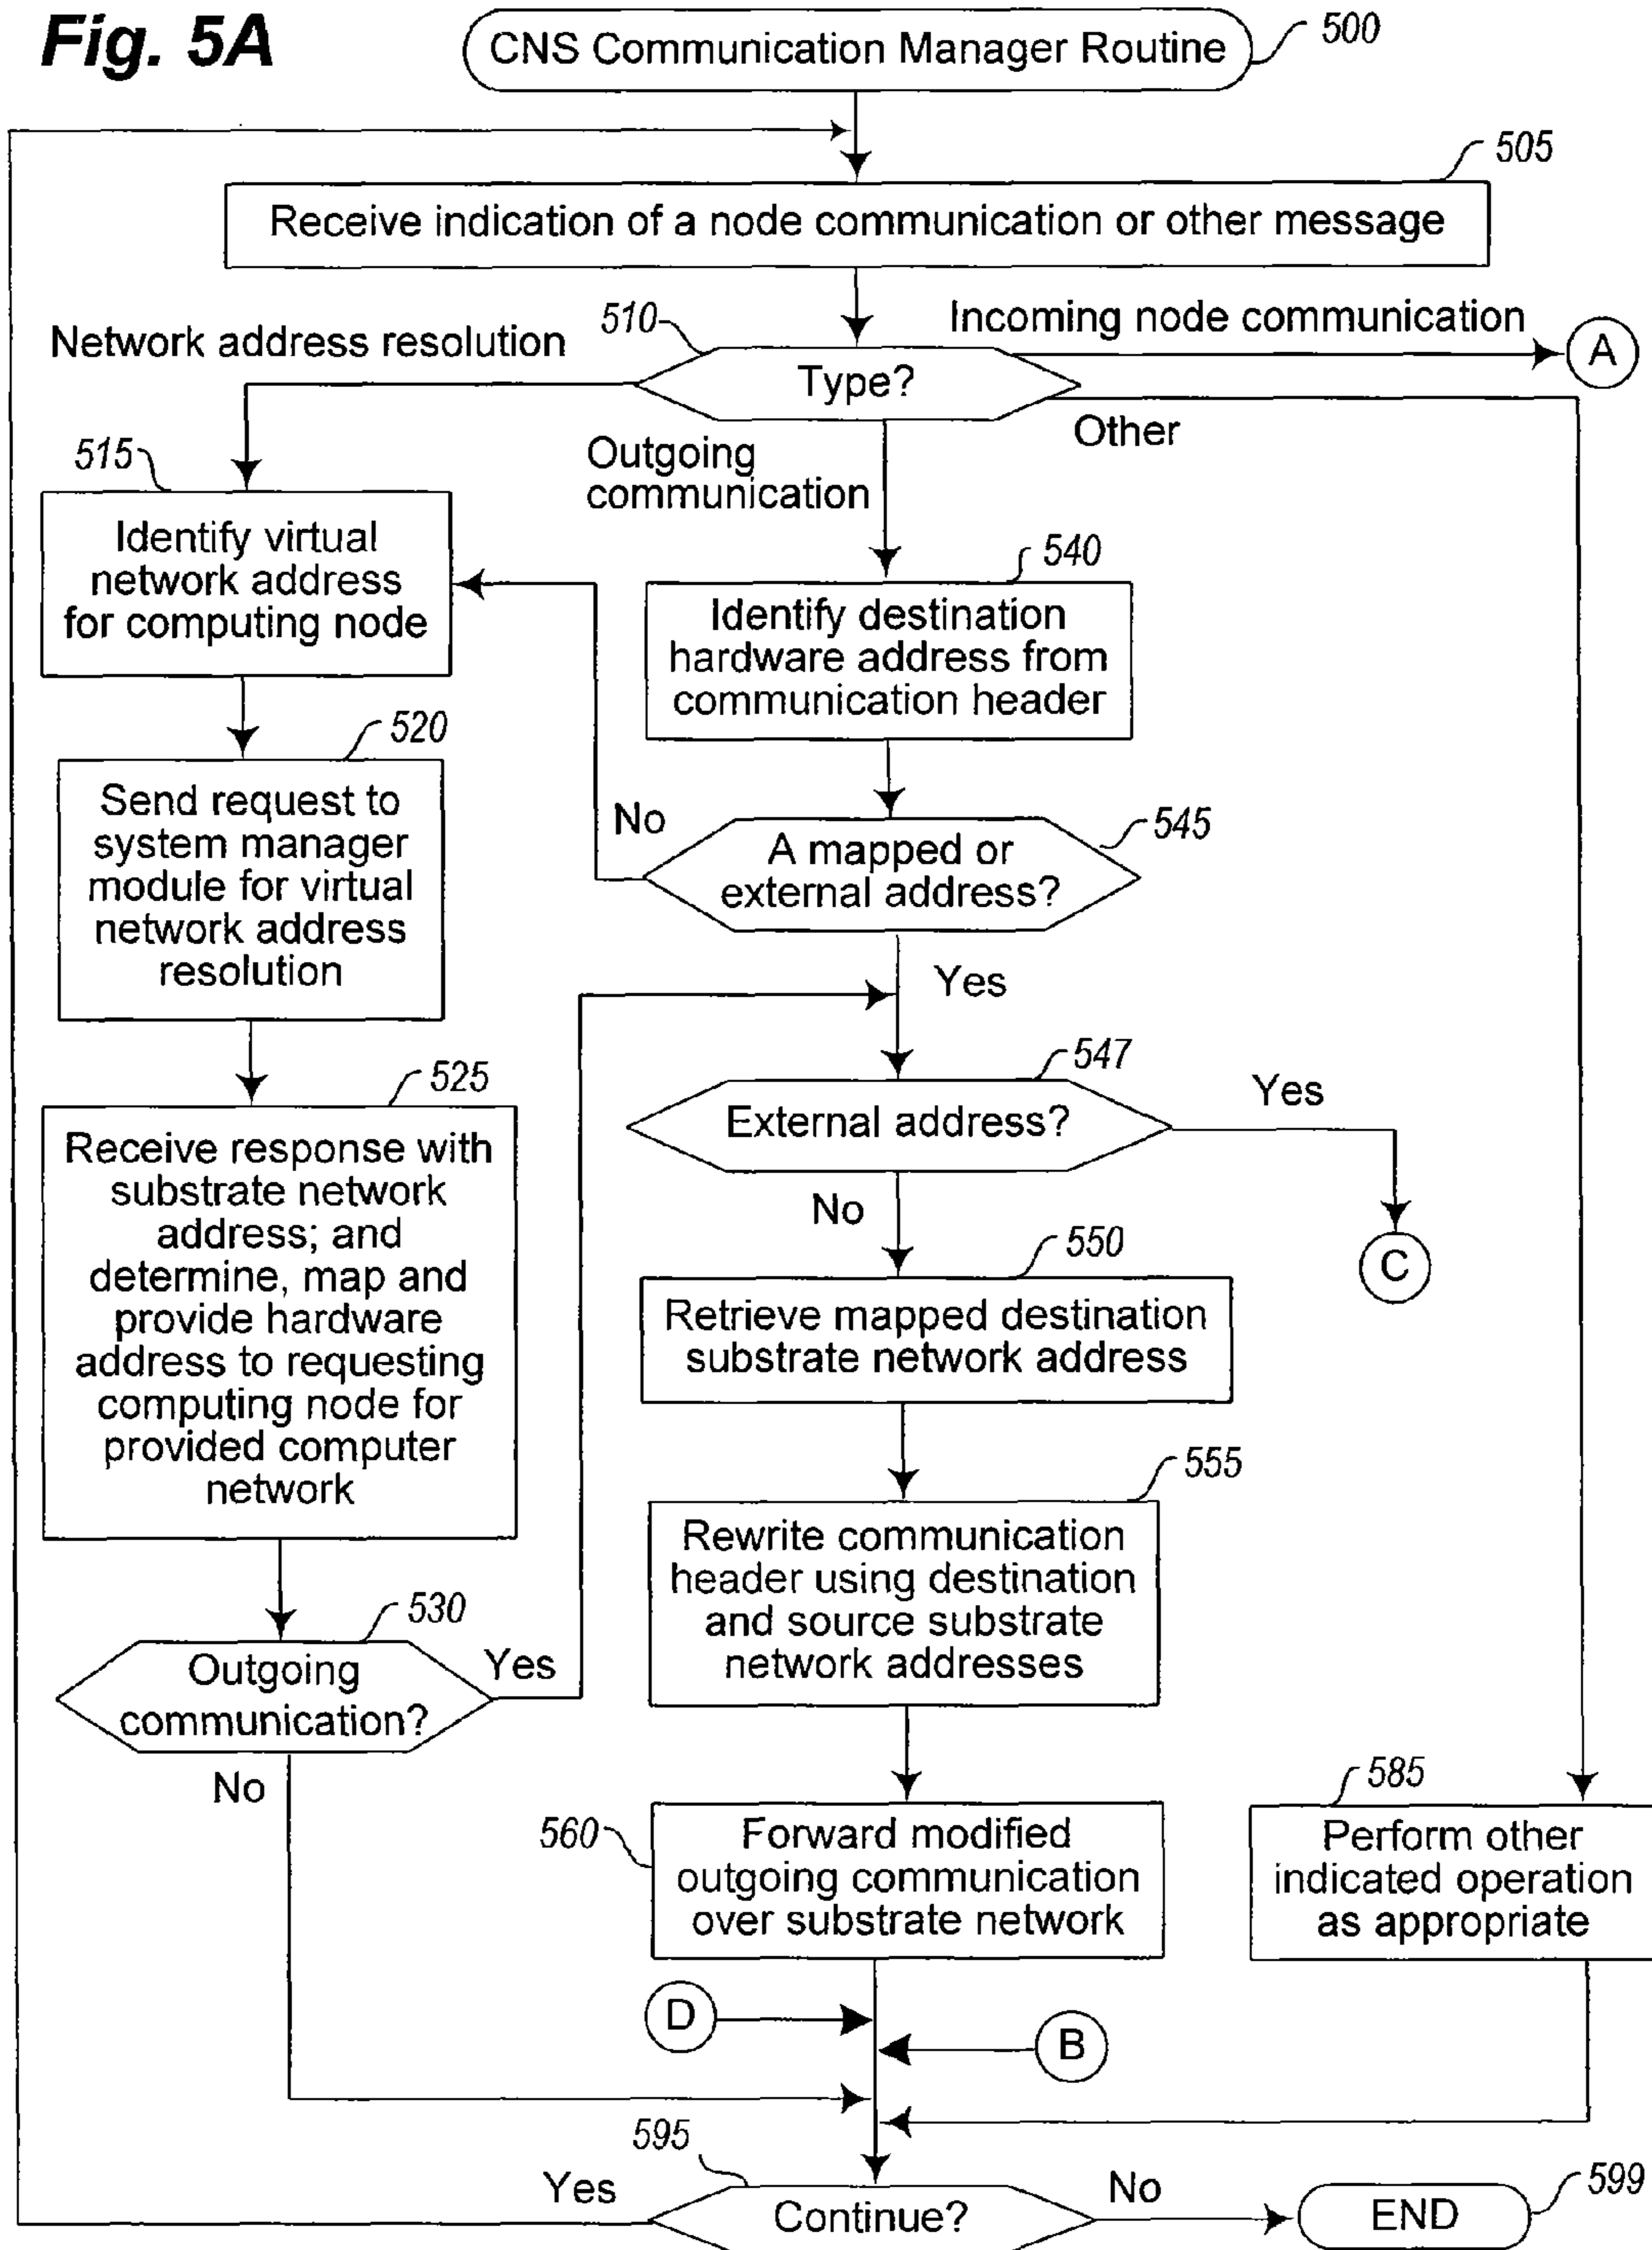 Fig. 5A
CNS Communication Manager Routine
500
505
Receive indication of a node communication or other message
510
Incoming node communication
A
Network address resolution
Type?
Other
Outgoing
communication
515
Identify virtual
network address
for computing node
540
Identify destination
hardware address from
communication header
520
Send request to
system manager
module for virtual
network address
resolution
No
545
A mapped or
external address?
Yes
547
External address?
Yes
C
No
525
Receive response with
substrate network
address; and
determine, map and
provide hardware
address to requesting
computing node for
provided computer
network
550
Retrieve mapped destination
substrate network address
555
Rewrite communication
header using destination
and source substrate
network addresses
530
Outgoing
communication?
Yes
No
560
Forward modified
outgoing communication
over substrate network
585
Perform other
indicated operation
as appropriate
D
B
595
Yes
Continue?
No
END
599